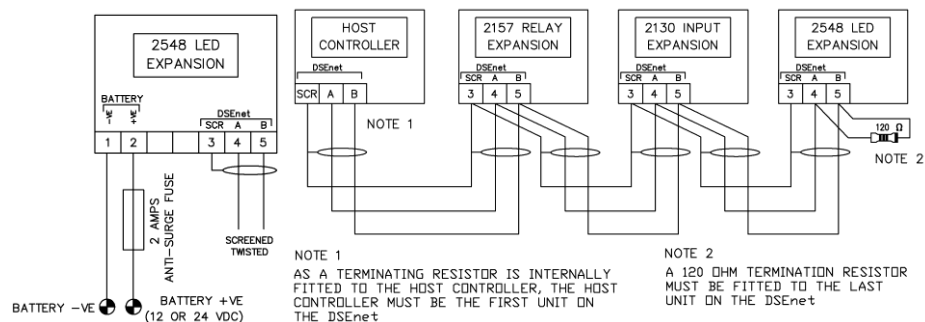 2548 LED
EXPANSION
BATTERY
-VE
+VE
DSEnet
SCR A B
1 2 3 4 5
2 AMPS
ANTI-SURGE FUSE
SCREENED
TWISTED
BATTERY -VE
BATTERY +VE
(12 OR 24 VDC)
HOST
CONTROLLER
DSEnet
SCR A B
NOTE 1
2157 RELAY
EXPANSION
DSEnet
SCR A B
3 4 5
2130 INPUT
EXPANSION
DSEnet
SCR A B
3 4 5
2548 LED
EXPANSION
DSEnet
SCR A B
3 4 5
120 Ω
NOTE 2
NOTE 1
AS A TERMINATING RESISTOR IS INTERNALLY
FITTED TO THE HOST CONTROLLER, THE HOST
CONTROLLER MUST BE THE FIRST UNIT ON
THE DSEnet
NOTE 2
A 120 OHM TERMINATION RESISTOR
MUST BE FITTED TO THE LAST
UNIT ON THE DSEnet